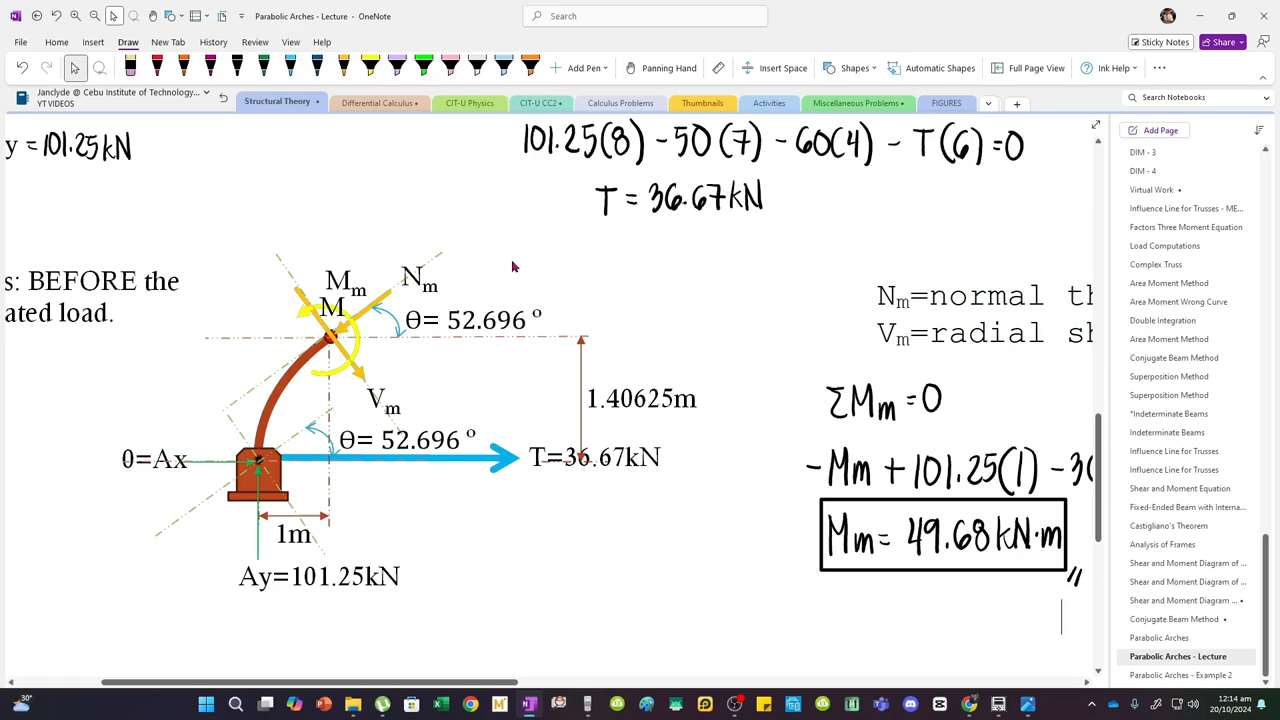 Parabolic Arches - Lecture - OneNote
Search
File Home Insert Draw New Tab History Review View Help
Sticky Notes
Share
Add Pen
Panning Hand
Insert Space
Shapes
Automatic Shapes
Full Page View
Ink Help
Janclyde @ Cebu Institute of Technology...
YT VIDEOS
Structural Theory
Differential Calculus
CIT-U Physics
CIT-U CC2
Calculus Problems
Thumbnails
Activities
Miscellaneous Problems
FIGURES
Search Notebooks
Add Page
DIM - 3
DIM - 4
Virtual Work
Influence Line for Trusses - ME...
Factors Three Moment Equation
Load Computations
Complex Truss
Area Moment Method
Area Moment Wrong Curve
Double Integration
Area Moment Method
Conjugate Beam Method
Superposition Method
Superposition Method
*Indeterminate Beams
Indeterminate Beams
Influence Line Method
Influence Line Method
Shear and Moment Equation
Fixed-Ended Beam with Interna...
Castigliano's Theorem
Analysis of Frames
Shear and Moment Diagram of ...
Shear and Moment Diagram of ...
Shear and Moment Diagram ...
Conjugate Beam Method
Parabolic Arches
Parabolic Arches - Lecture
Parabolic Arches - Example 2
y = 101.25 kN
101.25(8) - 50(7) - 60(4) - T(6) = 0
T = 36.67 kN
s: BEFORE the
ated load.
Mm
M
Nm
θ= 52.696 º
Vm
θ= 52.696 º
1.40625m
0=Ax
T=36.67kN
1m
Ay=101.25kN
Nm=normal th
Vm=radial sh
ΣMm = 0
-Mm + 101.25(1) - 3
Mm = 49.68 kN·m
30°
12:14 am
20/10/2024